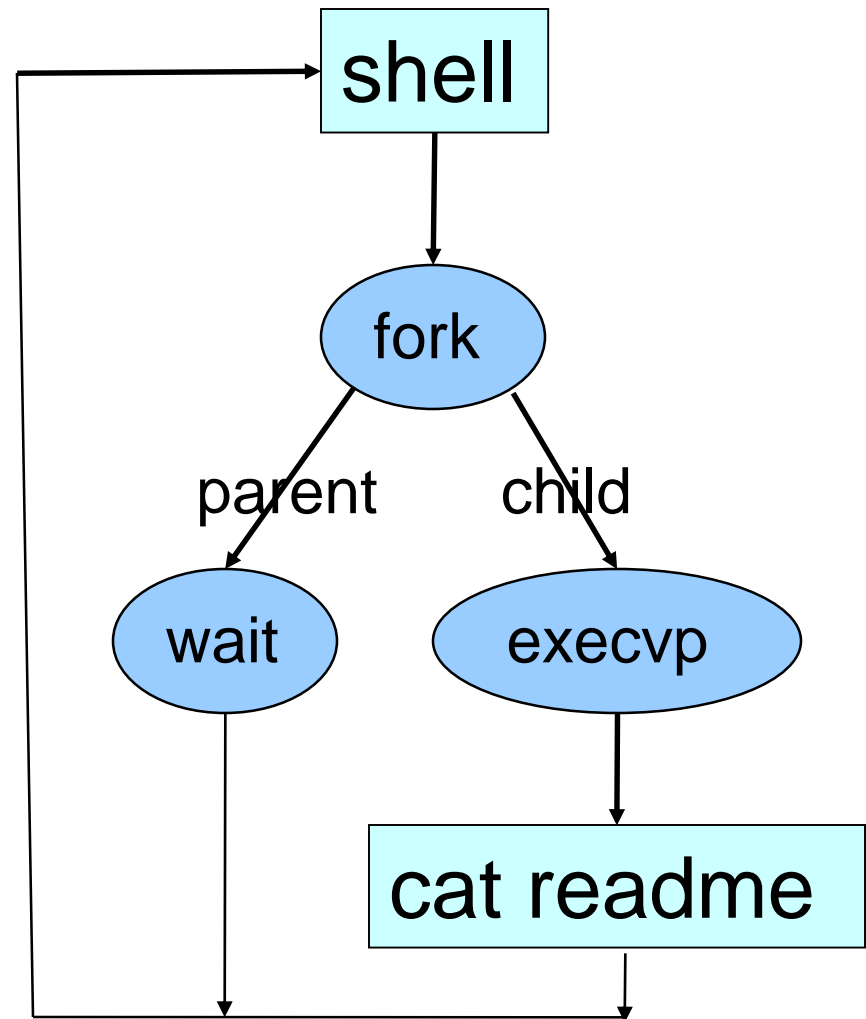 shell
fork
parent
child
wait
execvp
cat readme